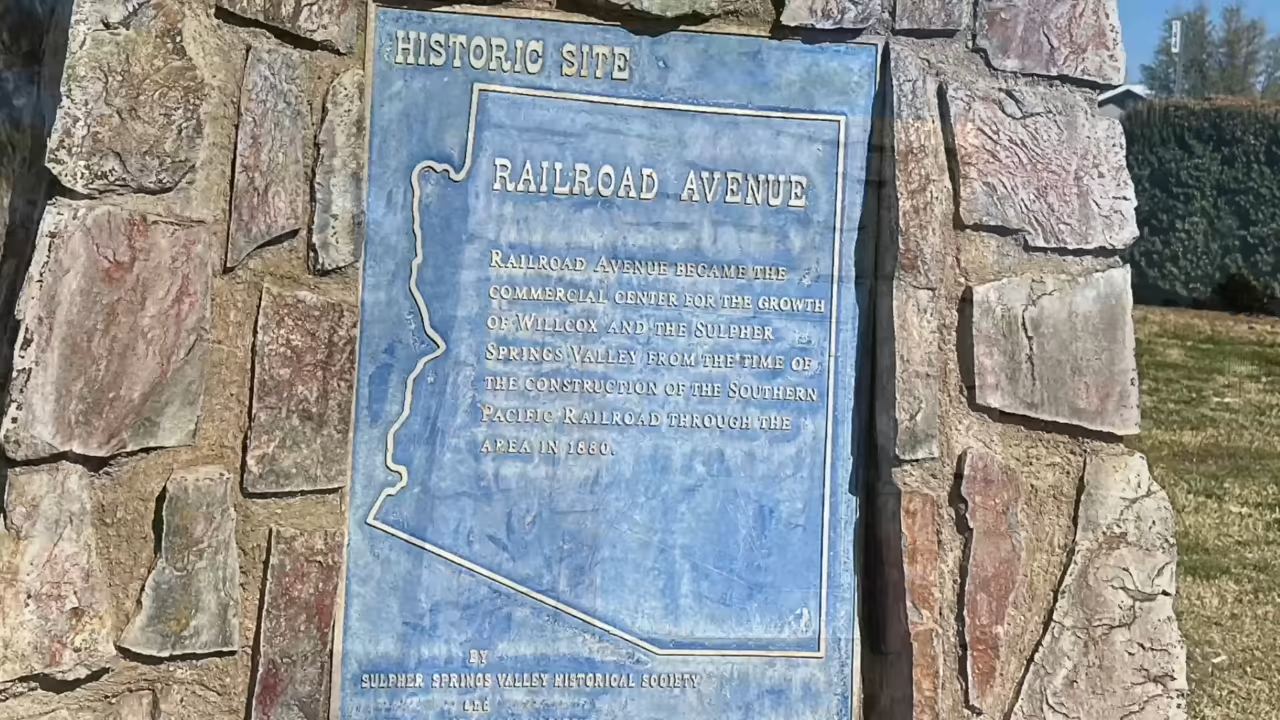 HISTORIC SITE
RAILROAD AVENUE
RAILROAD AVENUE BECAME THE
COMMERCIAL CENTER FOR THE GROWTH
OF WILLCOX AND THE SULPHER
SPRINGS VALLEY FROM THE TIME OF
THE CONSTRUCTION OF THE SOUTHERN
PACIFIC RAILROAD THROUGH THE
AREA IN 1880.
BY
SULPHER SPRINGS VALLEY HISTORICAL SOCIETY